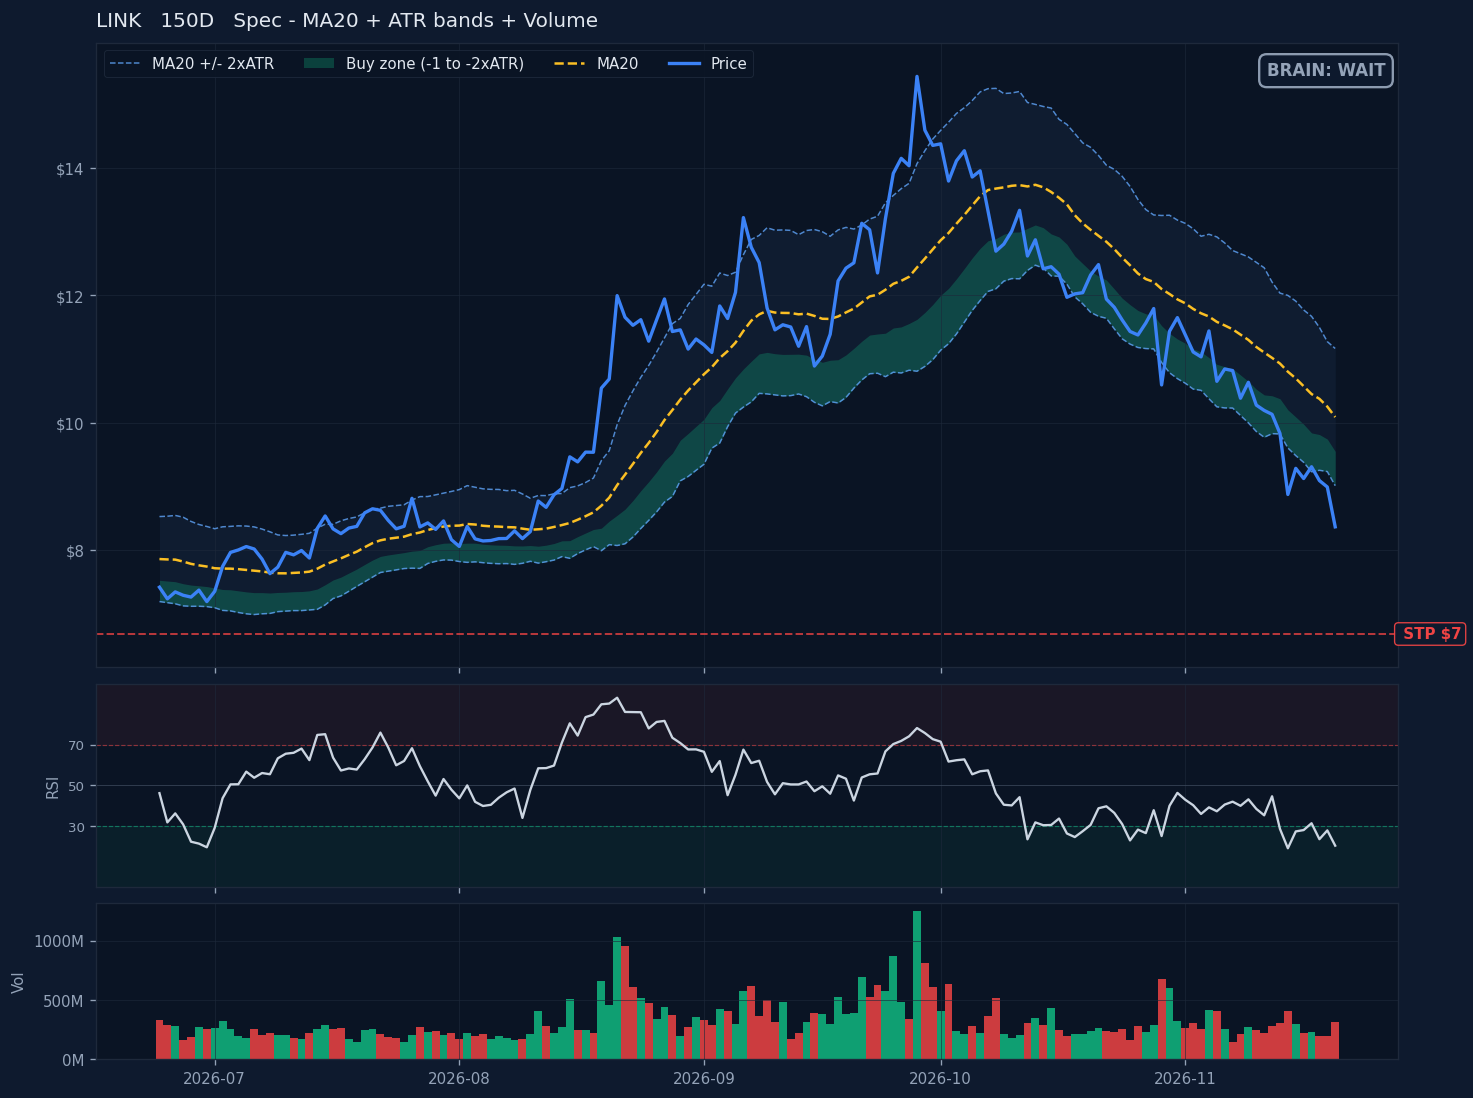 LINK   150D   Spec - MA20 + ATR bands + Volume
MA20 +/- 2xATR
Buy zone (-1 to -2xATR)
MA20
Price
BRAIN: WAIT
$14
$12
$10
$8
STP $7
70
50
30
RSI
1000M
500M
0M
Vol
2026-07
2026-08
2026-09
2026-10
2026-11